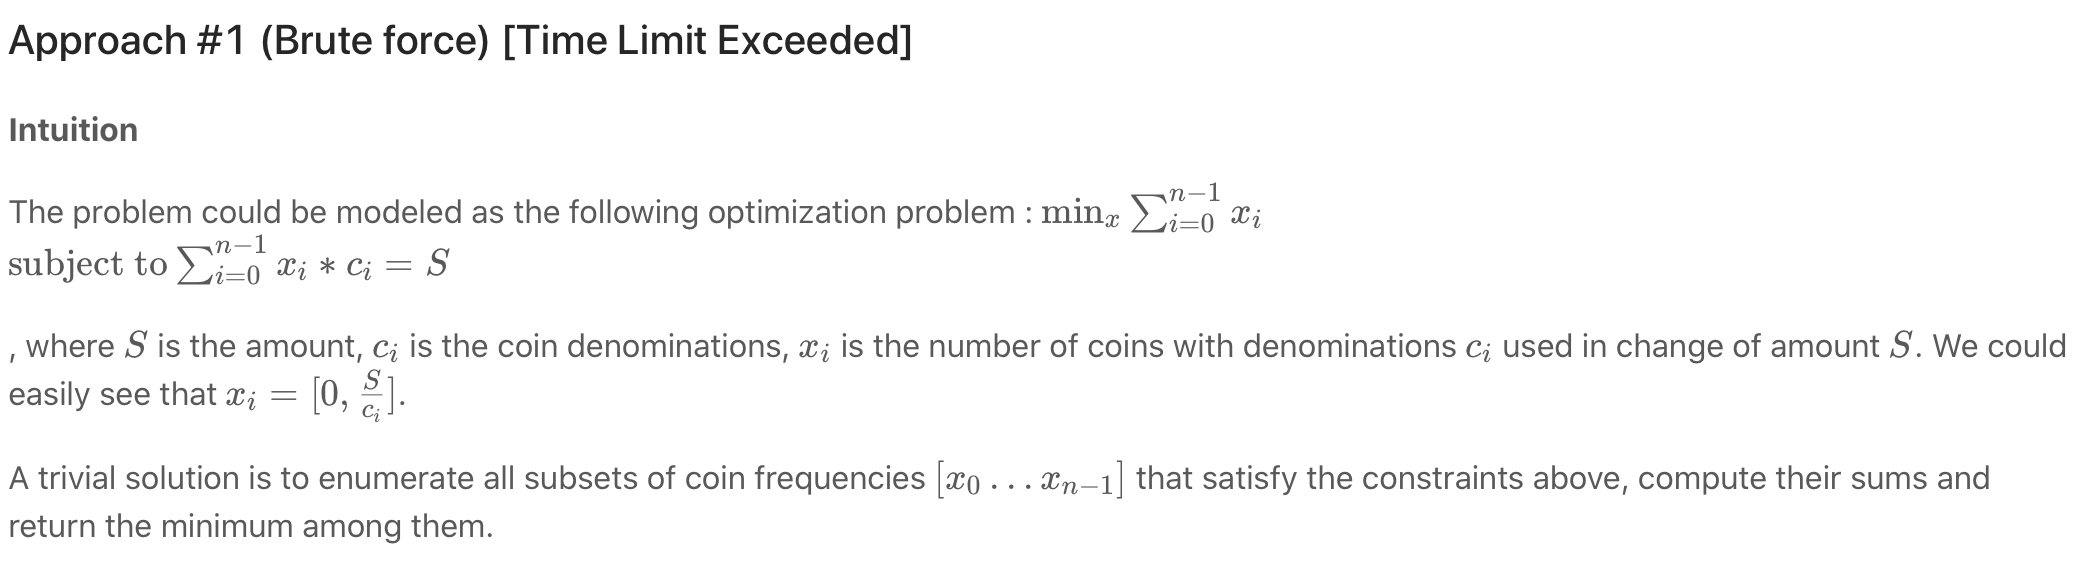 Approach #1 (Brute force) [Time Limit Exceeded]
Intuition
The problem could be modeled as the following optimization problem : $\min_x \sum_{i=0}^{n-1} x_i$
$\text{subject to} \sum_{i=0}^{n-1} x_i * c_i = S$
, where $S$ is the amount, $c_i$ is the coin denominations, $x_i$ is the number of coins with denominations $c_i$ used in change of amount $S$. We could
easily see that $x_i = [0, \frac{S}{c_i}]$.
A trivial solution is to enumerate all subsets of coin frequencies $[x_0 \ldots x_{n-1}]$ that satisfy the constraints above, compute their sums and
return the minimum among them.